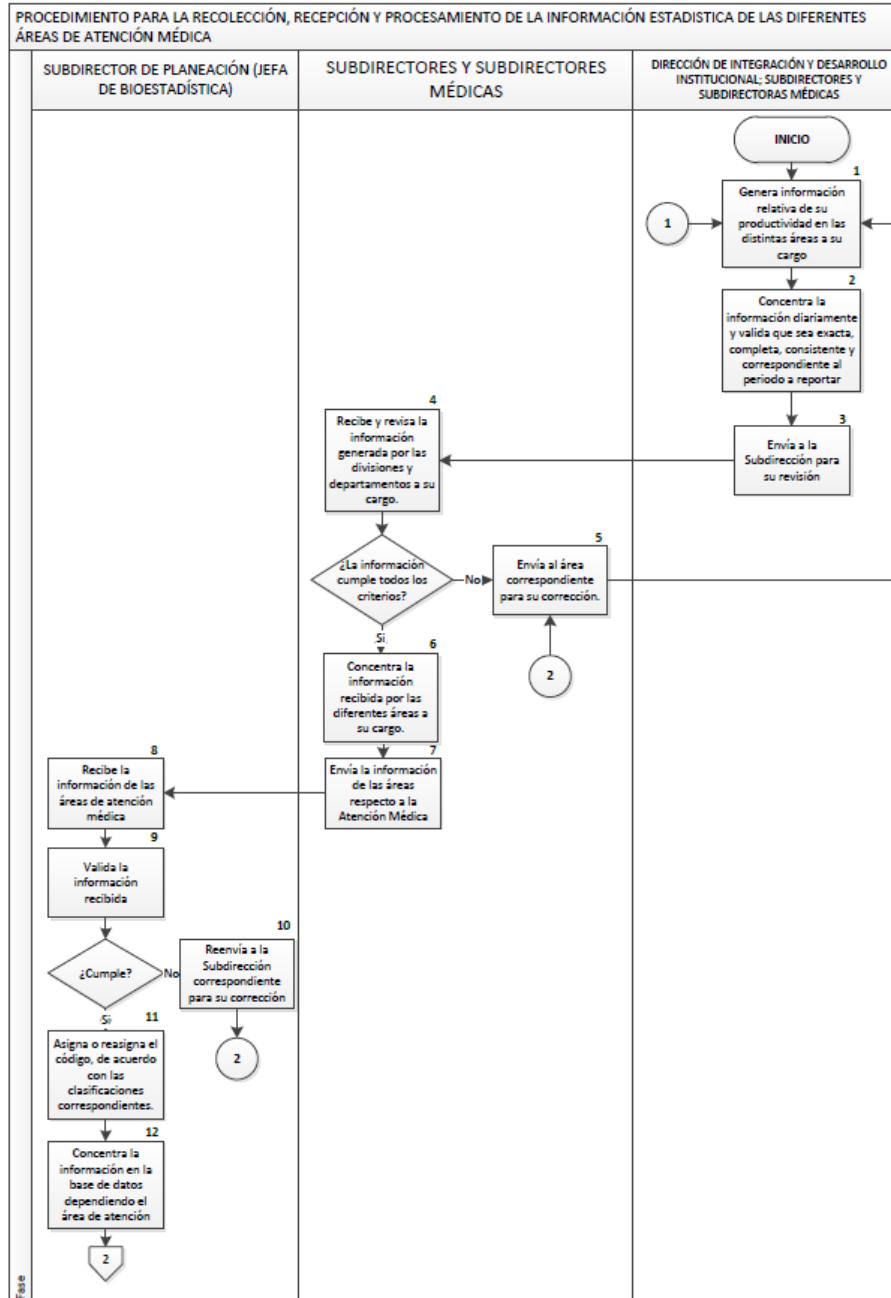 PROCEDIMIENTO PARA LA RECOLECCIÓN, RECEPCIÓN Y PROCESAMIENTO DE LA INFORMACIÓN ESTADISTICA DE LAS DIFERENTES
ÁREAS DE ATENCIÓN MÉDICA
SUBDIRECTOR DE PLANEACIÓN (JEFA
DE BIOESTADÍSTICA)
SUBDIRECTORES Y SUBDIRECTORES
MÉDICAS
DIRECCIÓN DE INTEGRACIÓN Y DESARROLLO
INSTITUCIONAL; SUBDIRECTORES Y
SUBDIRECTORAS MÉDICAS
INICIO
1
Genera información
relativa de su
productividad en las
distintas áreas a su
cargo
1
2
Concentra la
información diariamente
y valida que sea exacta,
completa, consistente y
correspondiente al
periodo a reportar
3
Envía a la
Subdirección para
su revisión
4
Recibe y revisa la
información
generada por las
divisiones y
departamentos a su
cargo.
¿La información
cumple todos los
criterios?
No
5
Envía al área
correspondiente
para su corrección.
2
Si
6
Concentra la
información
recibida por las
diferentes áreas a
su cargo.
7
Envía la información
de las áreas
respecto a la
Atención Médica
8
Recibe la
información de las
áreas de atención
médica
9
Valida la
información
recibida
¿Cumple?
No
10
Reenvía a la
Subdirección
correspondiente
para su corrección
2
Si
11
Asigna o reasigna el
código, de acuerdo
con las
clasificaciones
correspondientes.
12
Concentra la
información en la
base de datos
dependiendo el
área de atención
2
Fase